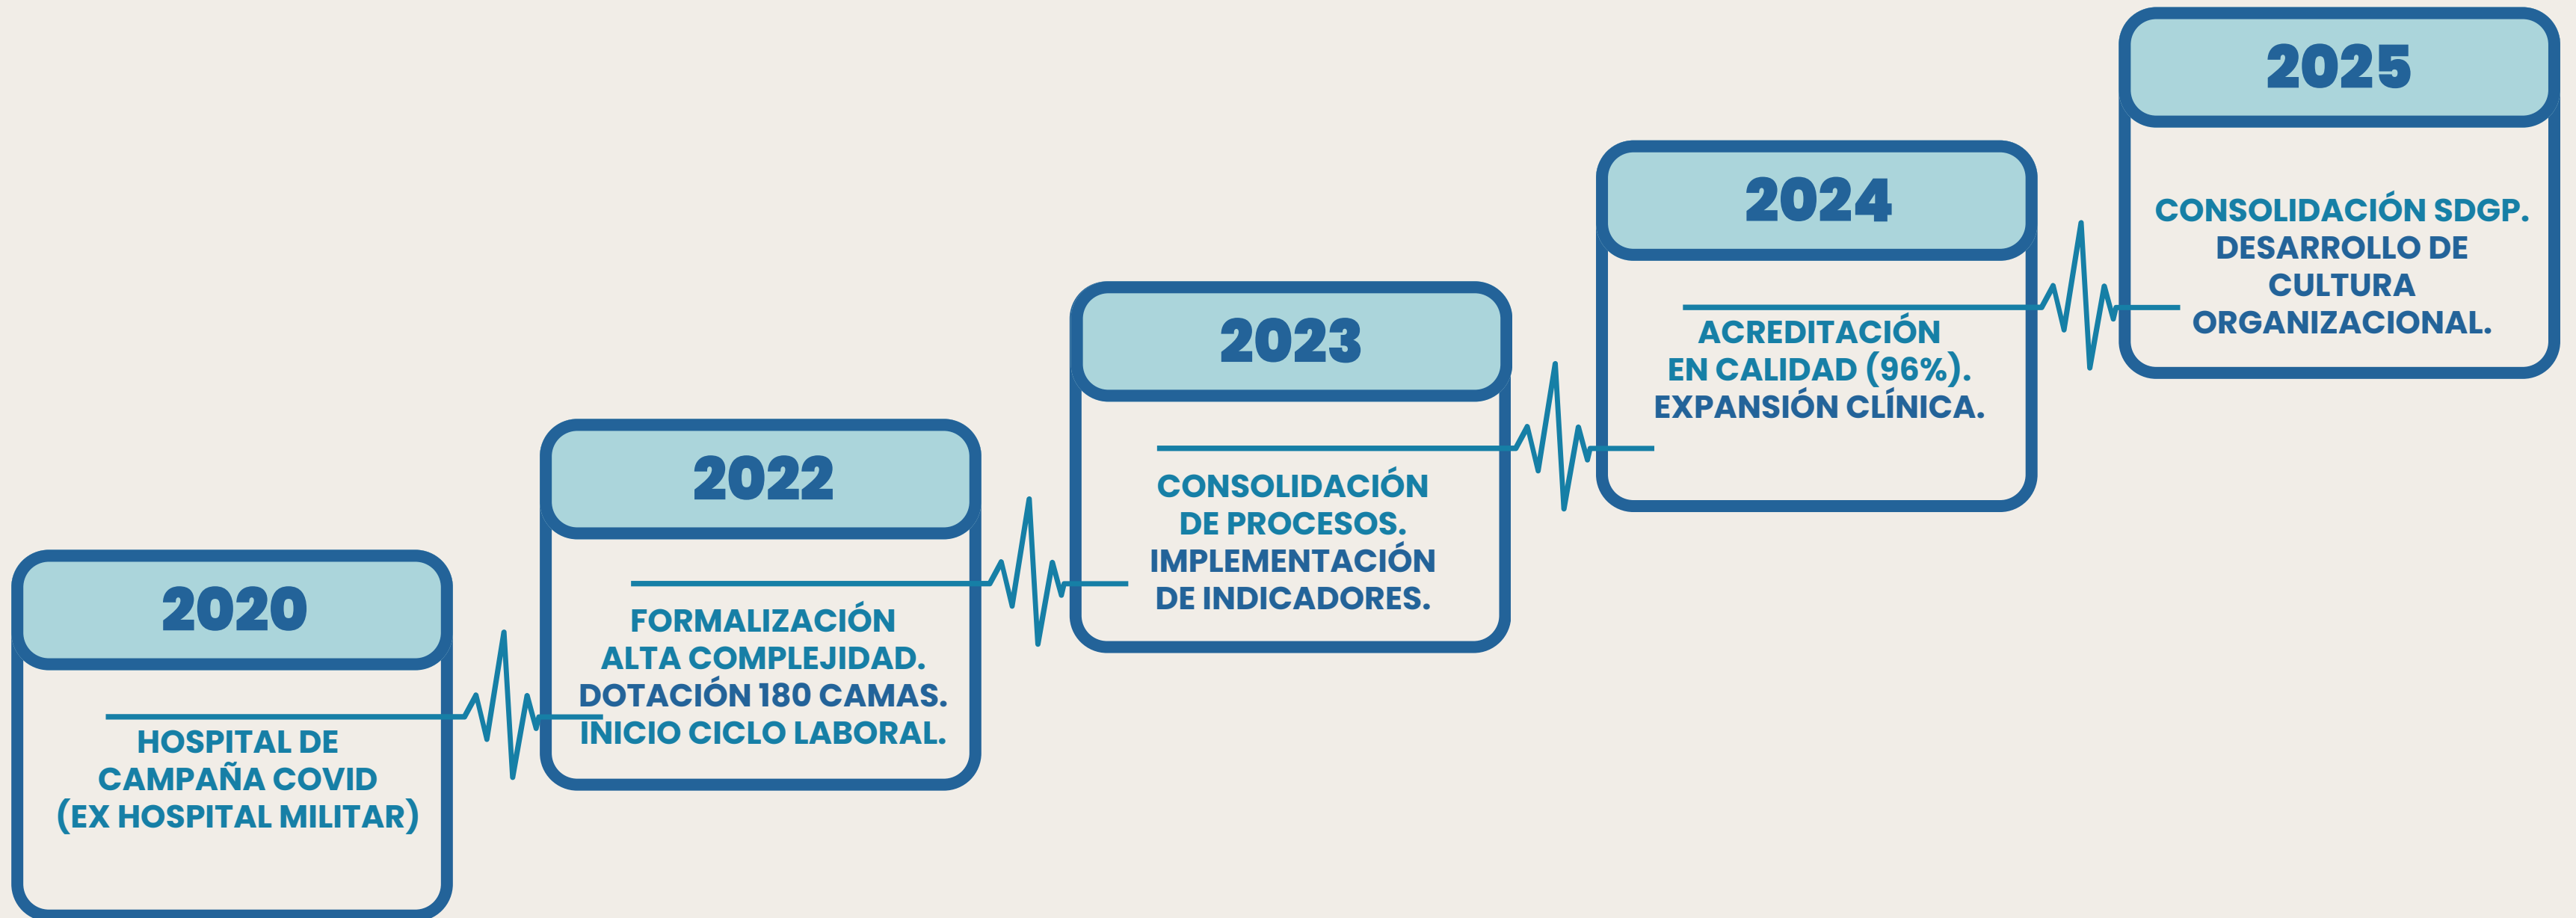 2020
HOSPITAL DE
CAMPAÑA COVID
(EX HOSPITAL MILITAR)
2022
FORMALIZACIÓN
ALTA COMPLEJIDAD.
DOTACIÓN 180 CAMAS.
INICIO CICLO LABORAL.
2023
CONSOLIDACIÓN
DE PROCESOS.
IMPLEMENTACIÓN
DE INDICADORES.
2024
ACREDITACIÓN
EN CALIDAD (96%).
EXPANSIÓN CLÍNICA.
2025
CONSOLIDACIÓN SDGP.
DESARROLLO DE
CULTURA
ORGANIZACIONAL.